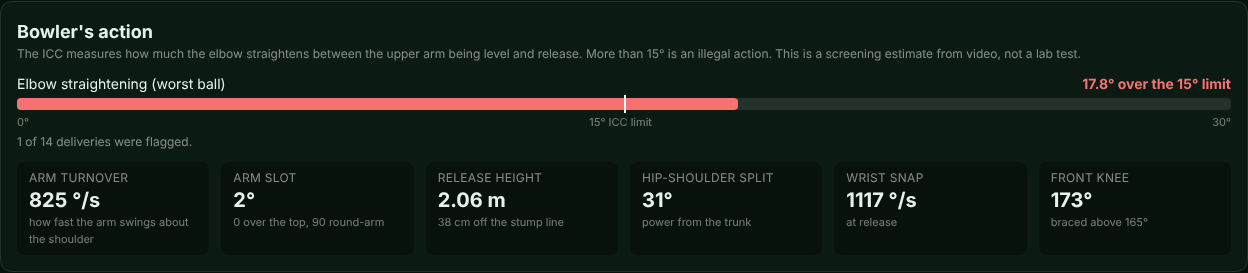 Bowler's action
The ICC measures how much the elbow straightens between the upper arm being level and release. More than 15° is an illegal action. This is a screening estimate from video, not a lab test.
Elbow straightening (worst ball)
17.8° over the 15° limit
0°
15° ICC limit
30°
1 of 14 deliveries were flagged.
ARM TURNOVER
825 °/s
how fast the arm swings about
the shoulder
ARM SLOT
2°
0 over the top, 90 round-arm
RELEASE HEIGHT
2.06 m
38 cm off the stump line
HIP-SHOULDER SPLIT
31°
power from the trunk
WRIST SNAP
1117 °/s
at release
FRONT KNEE
173°
braced above 165°